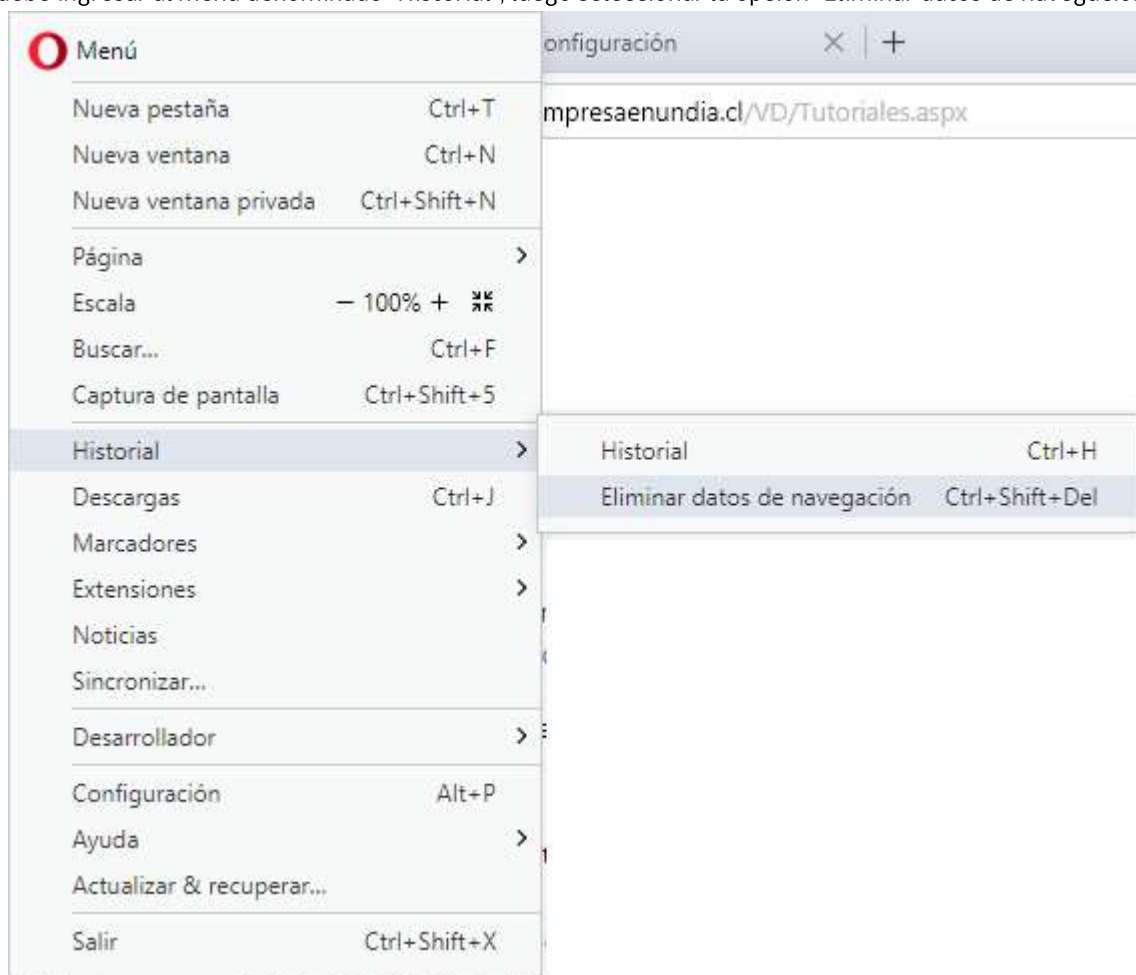 Menú
onfiguración
Nueva pestaña Ctrl+T
mpresaenundia.cl/VD/Tutoriales.aspx
Nueva ventana Ctrl+N
Nueva ventana privada Ctrl+Shift+N
Página
Escala − 100% +
Buscar... Ctrl+F
Captura de pantalla Ctrl+Shift+5
Historial
Historial Ctrl+H
Eliminar datos de navegación Ctrl+Shift+Del
Descargas Ctrl+J
Marcadores
Extensiones
Noticias
Sincronizar...
Desarrollador
Configuración Alt+P
Ayuda
Actualizar & recuperar...
Salir Ctrl+Shift+X